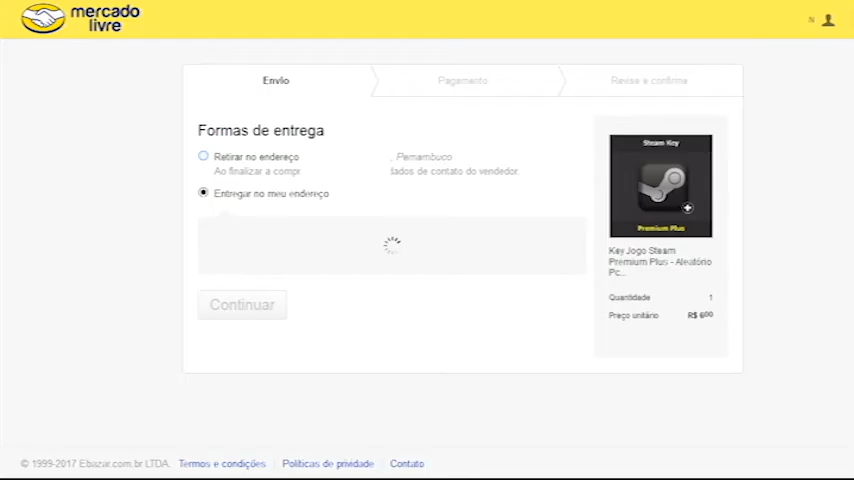 mercado
livre
N
Envio
Pagamento
Revise e confirme
Formas de entrega
Retirar no endereço , Pernambuco
Ao finalizar a compr dados de contato do vendedor.
Entregar no meu endereço
Continuar
Steam Key
Premium Plus
Key Jogo Steam
Premium Plus - Aleatório
Pc...
Quantidade 1
Preço unitário R$ 6⁰⁰
© 1999-2017 Ebazar.com.br LTDA. Termos e condições Políticas de privacidade Contato